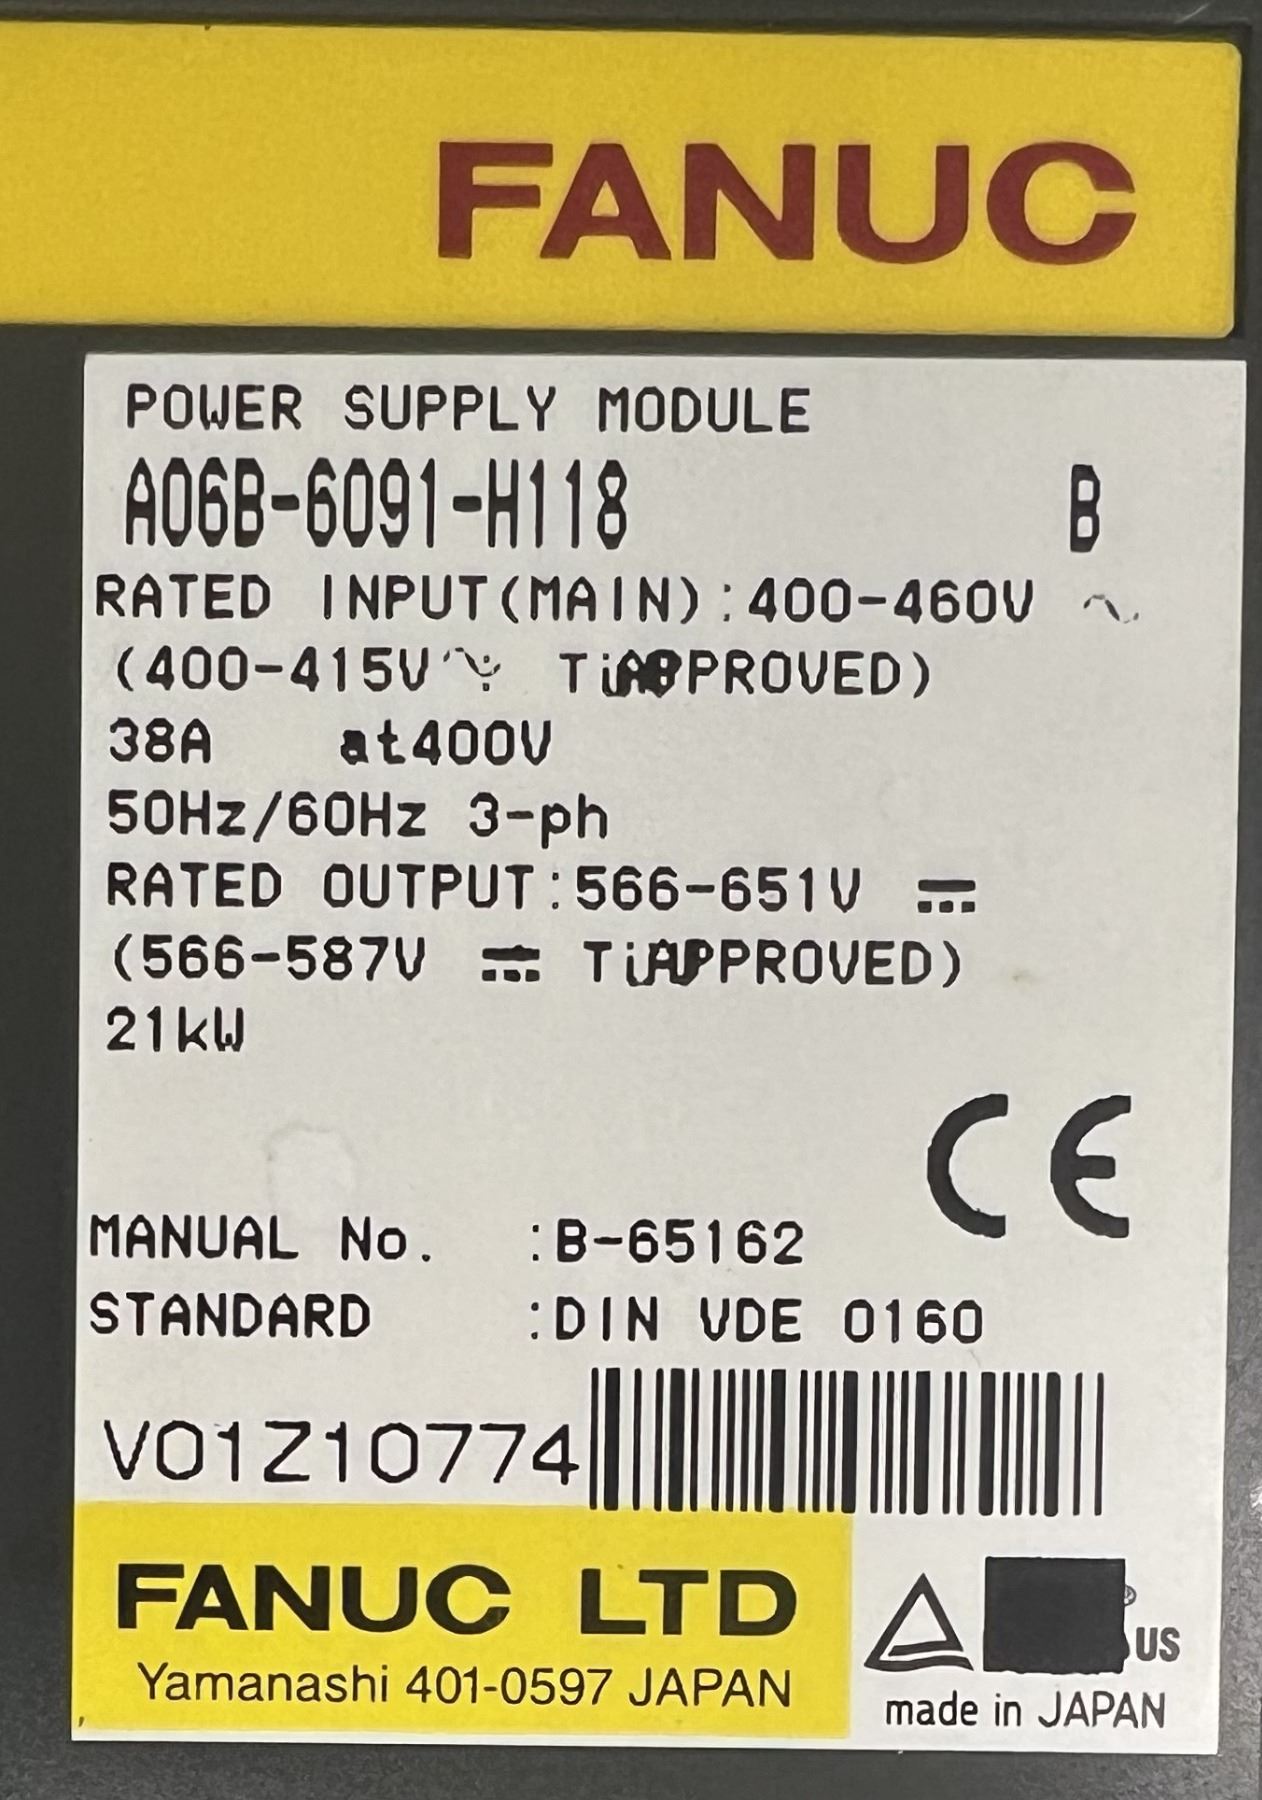 FANUC
POWER SUPPLY MODULE
A06B-6091-H118 B
RATED INPUT(MAIN):400-460V ~
(400-415V TüAPPROVED)
38A at400V
50Hz/60Hz 3-ph
RATED OUTPUT:566-651V ⎓
(566-587V ⎓ APPROVED)
21kW
CE
MANUAL No. :B-65162
STANDARD :DIN VDE 0160
V01Z10774
FANUC LTD
Yamanashi 401-0597 JAPAN
® US
made in JAPAN